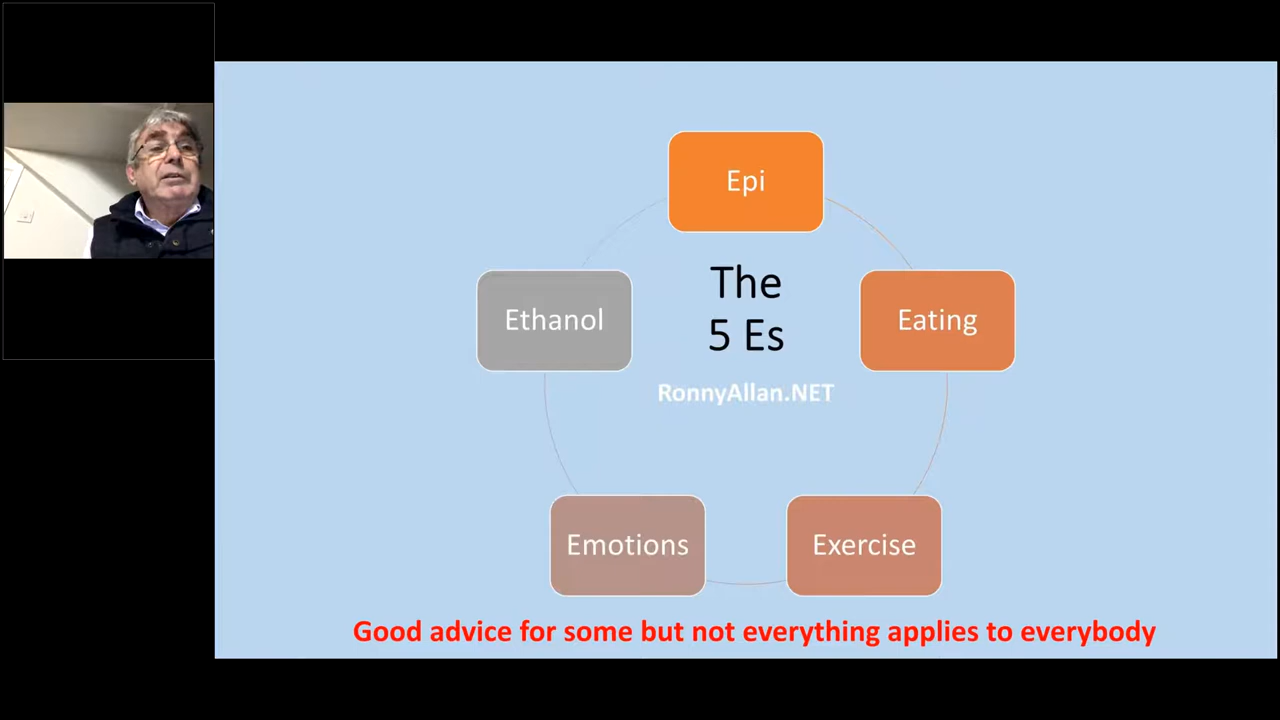 Epi
Ethanol
The
5 Es
Eating
RonnyAllan.NET
Emotions
Exercise
Good advice for some but not everything applies to everybody